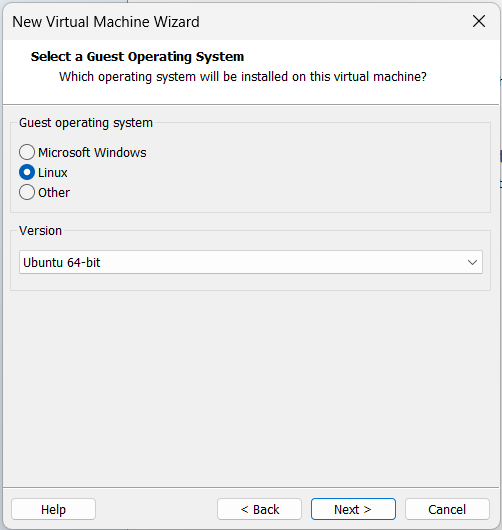 New Virtual Machine Wizard
Select a Guest Operating System
Which operating system will be installed on this virtual machine?
Guest operating system
Microsoft Windows
Linux
Other
Version
Ubuntu 64-bit
Help
< Back
Next >
Cancel